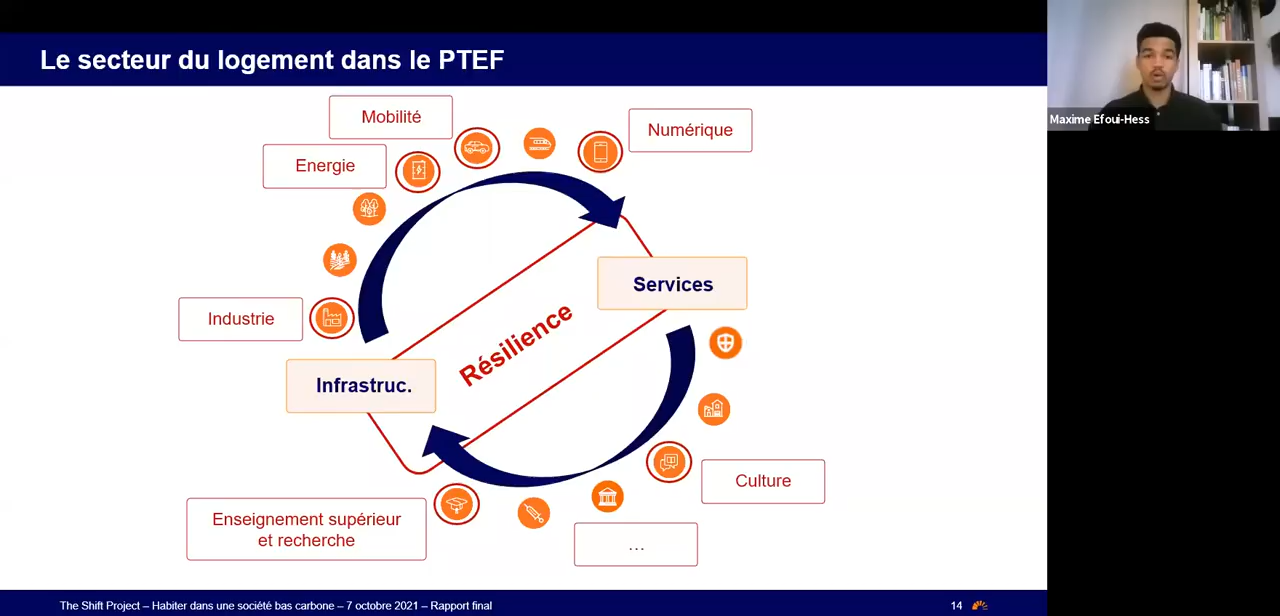 Le secteur du logement dans le PTEF
Maxime Efoui-Hess
Mobilité
Numérique
Energie
Services
Industrie
Résilience
Infrastruc.
Culture
Enseignement supérieur
et recherche
...
The Shift Project – Habiter dans une société bas carbone – 7 octobre 2021 – Rapport final
14